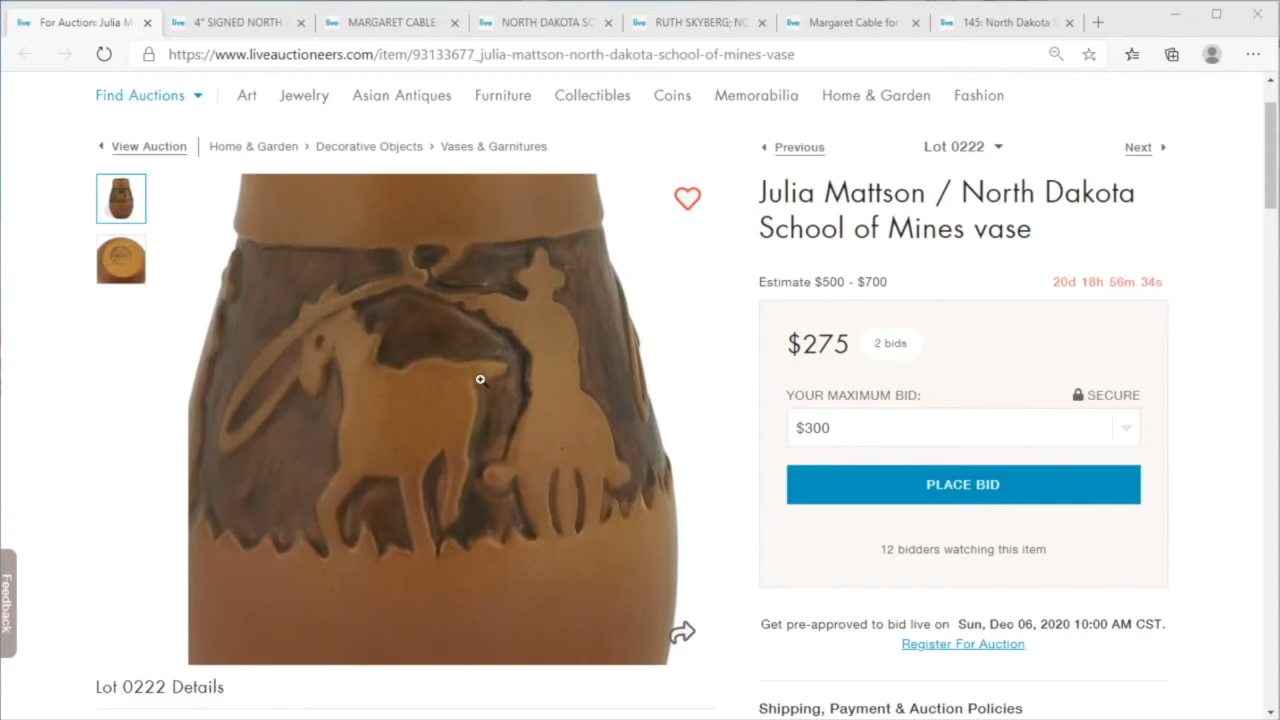 For Auction: Julia M
4" SIGNED NORTH
MARGARET CABLE
NORTH DAKOTA SC
RUTH SKYBERG; NC
Margaret Cable for
145: North Dakota
https://www.liveauctioneers.com/item/93133677_julia-mattson-north-dakota-school-of-mines-vase
Find Auctions Art Jewelry Asian Antiques Furniture Collectibles Coins Memorabilia Home & Garden Fashion
View Auction Home & Garden › Decorative Objects › Vases & Garnitures
Previous Lot 0222 Next
Julia Mattson / North Dakota
School of Mines vase
Estimate $500 - $700 20d 18h 56m 34s
$275 2 bids
YOUR MAXIMUM BID: SECURE
$300
PLACE BID
12 bidders watching this item
Get pre-approved to bid live on Sun, Dec 06, 2020 10:00 AM CST.
Register For Auction
Feedback
Lot 0222 Details
Shipping, Payment & Auction Policies